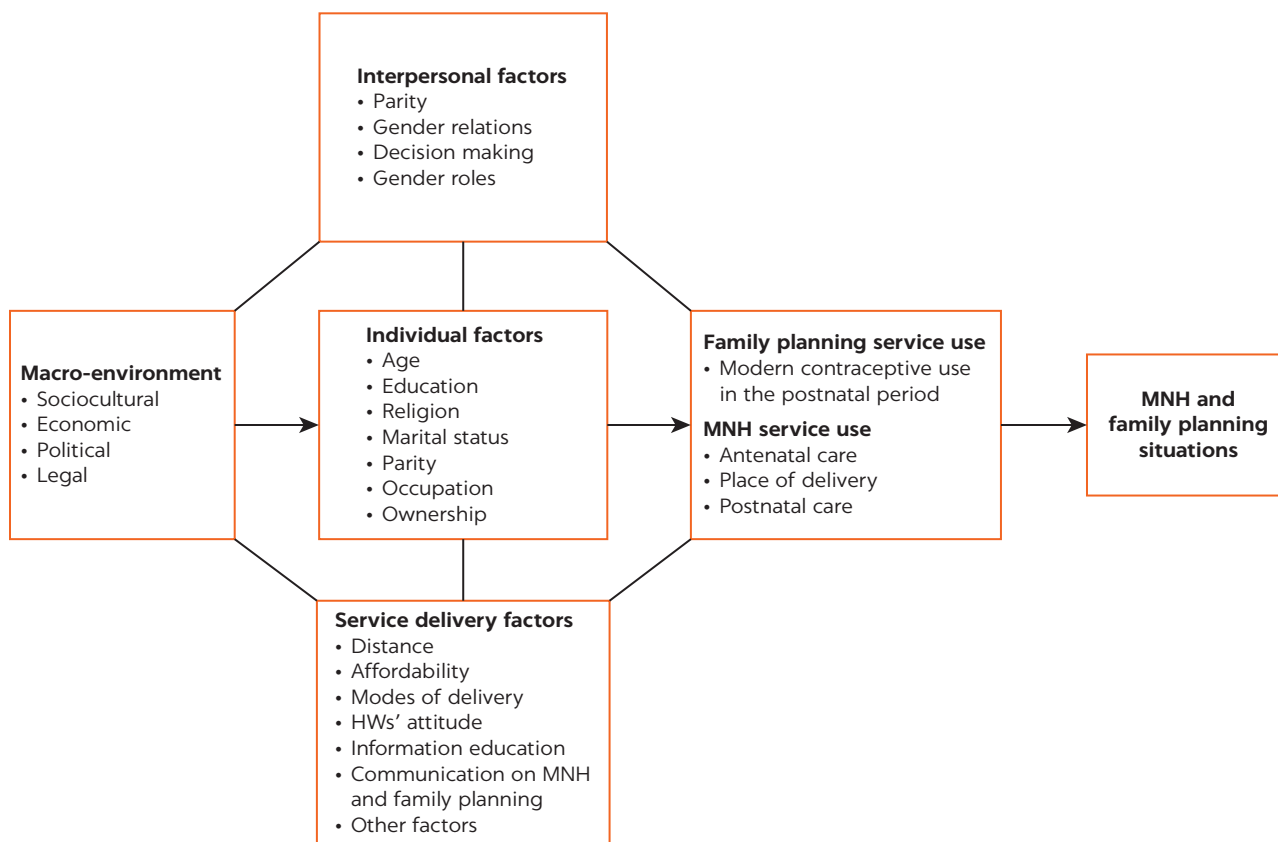 Interpersonal factors
• Parity
• Gender relations
• Decision making
• Gender roles
Macro-environment
• Sociocultural
• Economic
• Political
• Legal
Individual factors
• Age
• Education
• Religion
• Marital status
• Parity
• Occupation
• Ownership
Family planning service use
• Modern contraceptive use
in the postnatal period
MNH service use
• Antenatal care
• Place of delivery
• Postnatal care
MNH and
family planning
situations
Service delivery factors
• Distance
• Affordability
• Modes of delivery
• HWs’ attitude
• Information education
• Communication on MNH
and family planning
• Other factors